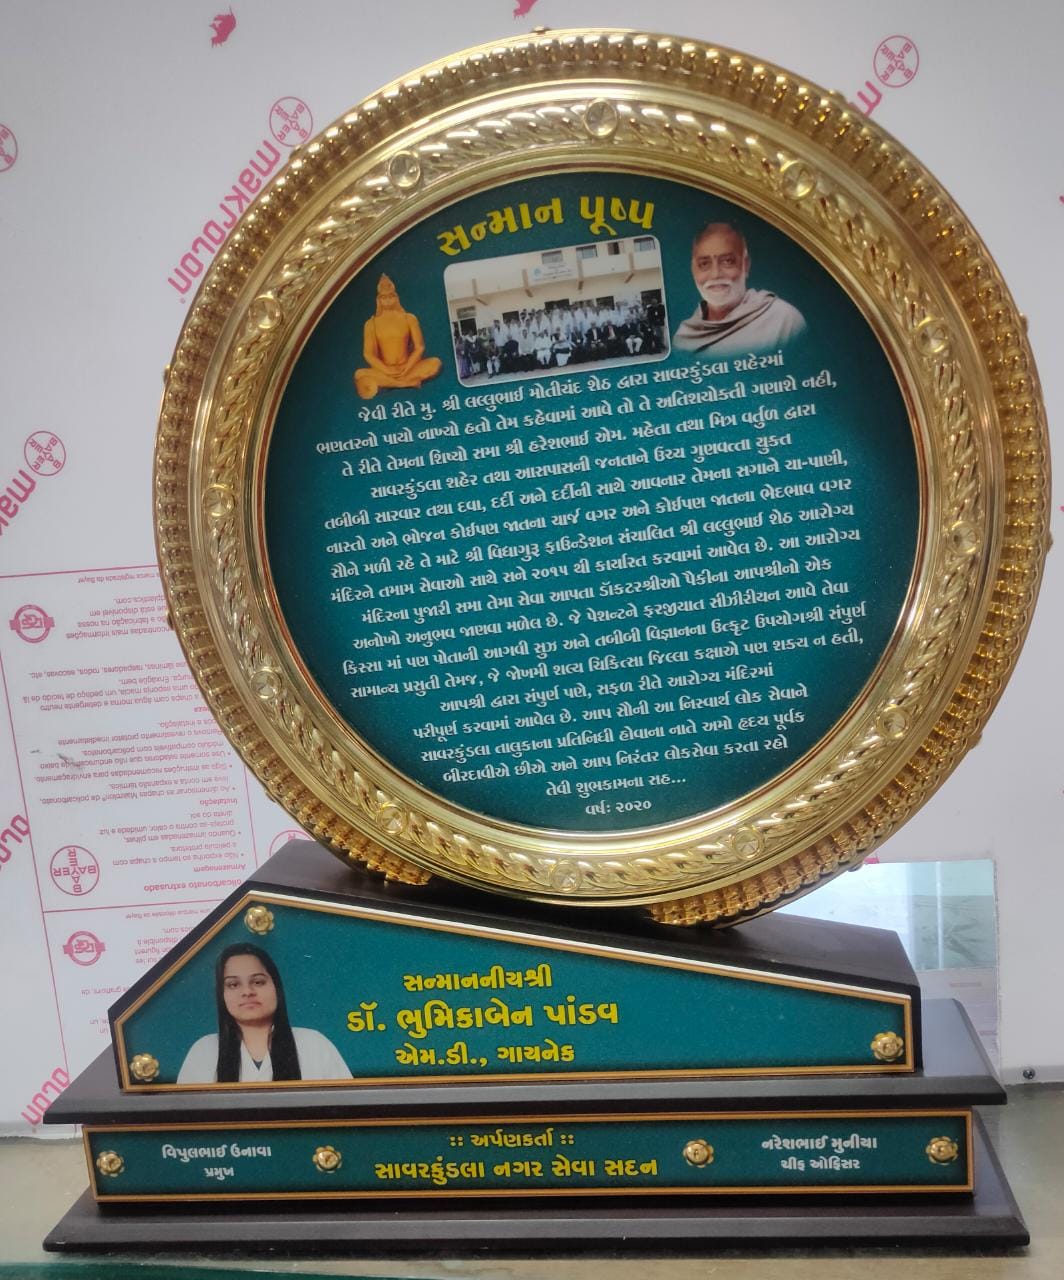 સન્માન પૂષ્પ
જેવી રીતે મુ. શ્રી લલ્લુભાઈ મોતીચંદ શેઠ દ્વારા સાવરકુંડલા શહેરમાં
ભણતરનો પાયો નાખ્યો હતો તેમ કહેવામાં આવે તો તે અતિશયોક્તી ગણાશે નહી,
તે રીતે તેમના શિષ્યો સમા શ્રી હરેશભાઈ એમ. મહેતા તથા મિત્ર વર્તુળ દ્વારા
સાવરકુંડલા શહેર તથા આસપાસની જનતાને ઉચ્ચ ગુણવત્તા યુક્ત
તબીબી સારવાર તથા દવા, દર્દી અને દર્દીની સાથે આવનાર તેમના સગાને ચા-પાણી,
નાસ્તો અને ભોજન કોઈપણ જાતના ચાર્જ વગર અને કોઈપણ જાતના ભેદભાવ વગર
સૌને મળી રહે તે માટે શ્રી વિદ્યાગુરૂ ફાઉન્ડેશન સંચાલિત શ્રી લલ્લુભાઈ શેઠ આરોગ્ય
મંદિરને તમામ સેવાઓ સાથે સને ૨૦૧૫ થી કાર્યારત કરવામાં આવેલ છે. આ આરોગ્ય
મંદિરના પુજારી સમા તેમા સેવા આપતા ડૉકટરશ્રીઓ પૈકીના આપશ્રીનો એક
અનોખો અનુભવ જાણવા મળેલ છે. જે પેશન્ટને ફરજીયાત સીઝીરીયન આવે તેવા
કિસ્સા માં પણ પોતાની આગવી સુઝ અને તબીબી વિજ્ઞાનના ઉત્કૃટ ઉપયોગશ્રી સંપુર્ણ
સામાન્ય પ્રસુતી તેમજ, જે જોખમી શલ્ય ચિકિત્સા જિલ્લા કક્ષાએ પણ શક્ય ન હતી,
આપશ્રી દ્વારા સંપુર્ણ પણે, સફળ રીતે આરોગ્ય મંદિરમાં
પરીપૂર્ણ કરવામાં આવેલ છે. આપ સૌની આ નિસ્વાર્થ લોક સેવાને
સાવરકુંડલા તાલુકાના પ્રતિનિધી હોવાના નાતે અમો હૃદય પૂર્વક
બીરદાવીએ છીએ અને આપ નિરંતર લોકસેવા કરતા રહો
તેવી શુભકામના સહ...
વર્ષ: ૨૦૨૦
સન્માનનીયશ્રી
ડૉ. ભુમિકાબેન પાંડવ
એમ.ડી., ગાયનેક
:: અર્પણકર્તા ::
સાવરકુંડલા નગર સેવા સદન
વિપુલભાઈ ઉનાવા
પ્રમુખ
નરેશભાઈ મુનીયા
ચીફ ઓફિસર
BAYER
makrolon